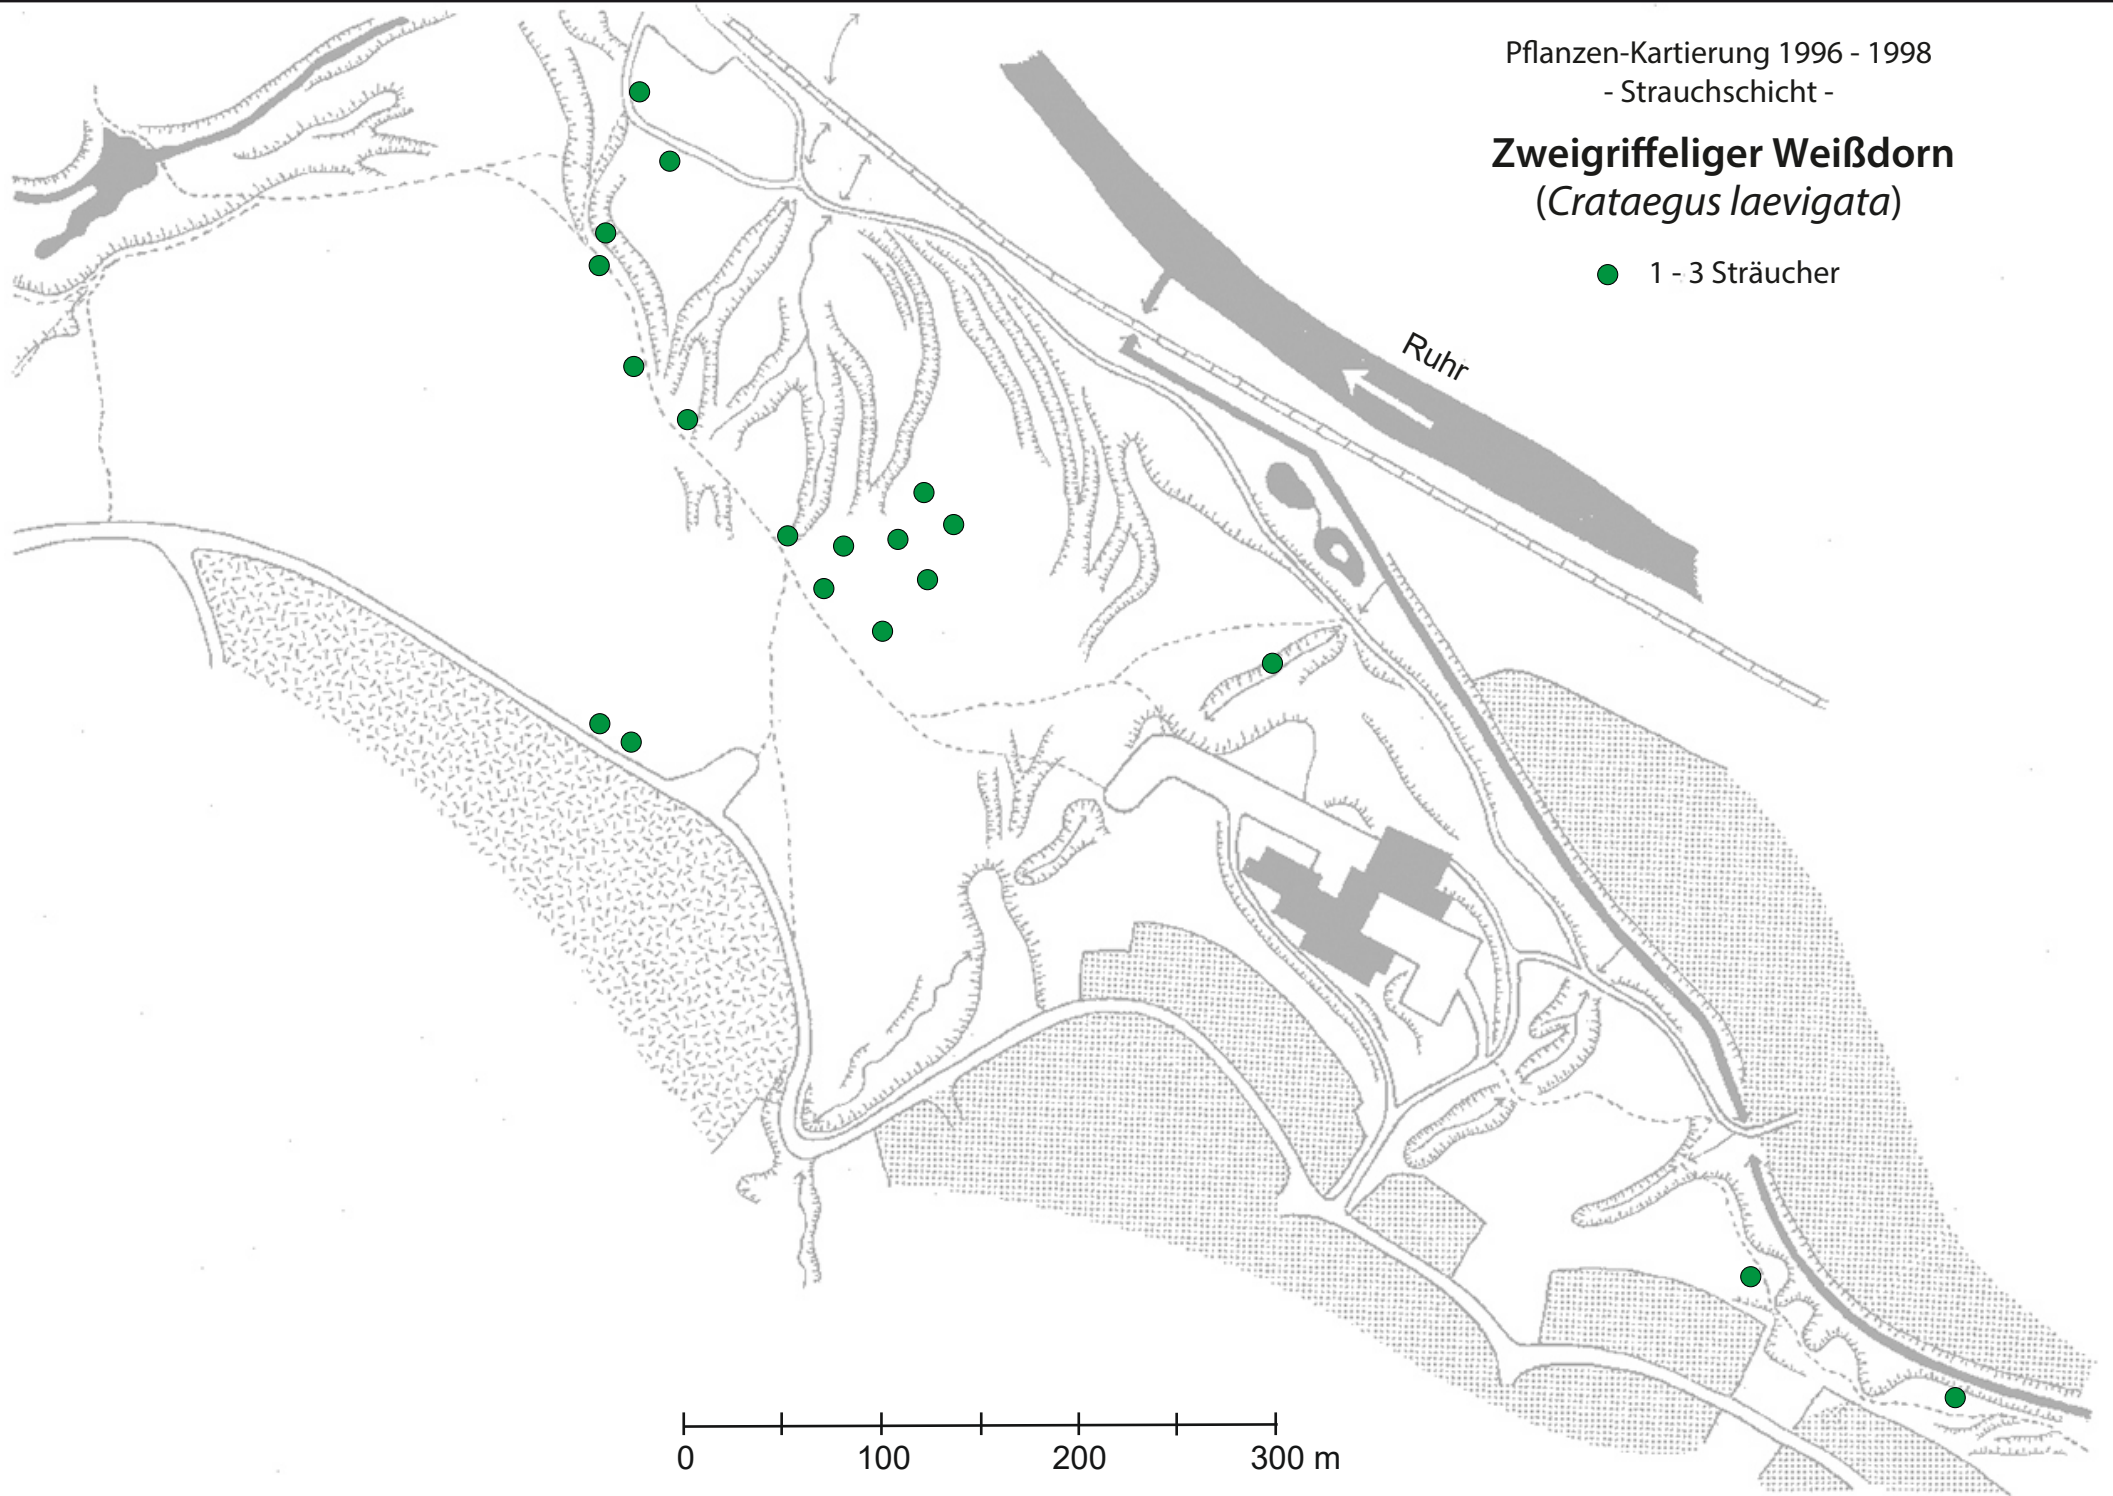 Pflanzen-Kartierung 1996 - 1998
- Strauchschicht -
Zweigriffeliger Weißdorn
(Crataegus laevigata)
1 - 3 Sträucher
Ruhr
0 100 200 300 m